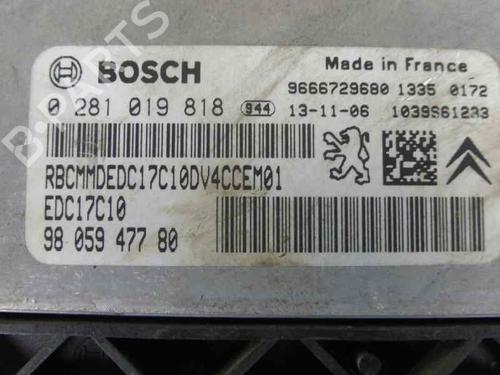 BOSCH
Made in France
9666729680 1335 0172
0 281 019 818 944 13-11-06 1039S61233
RBCMMDEDC17C10DV4CCEM01
EDC17C10
98 059 477 80
B-PARTS